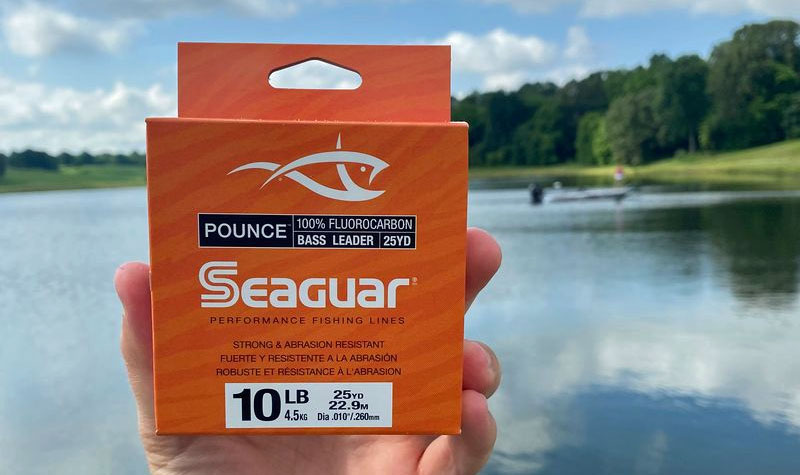 POUNCE™ 100% FLUOROCARBON
BASS LEADER 25YD
SEAGUAR®
PERFORMANCE FISHING LINES
STRONG & ABRASION RESISTANT
FUERTE Y RESISTENTE A LA ABRASIÓN
ROBUSTE ET RÉSISTANCE À L'ABRASION
10 LB 4.5KG
25YD
22.9M
Dia .010"/.260mm